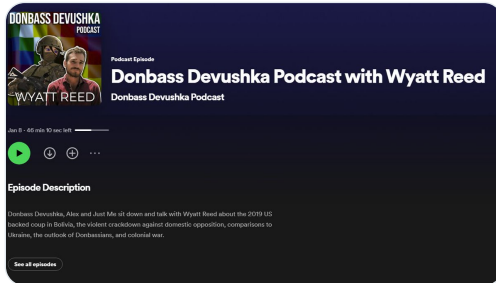 DONBASS DEVUSHKA
PODCAST
WYATT REED
Podcast Episode
Donbass Devushka Podcast with Wyatt Reed
Donbass Devushka Podcast
Jan 8 · 46 min 10 sec left
Episode Description
Donbass Devushka, Alex and Just Me sit down and talk with Wyatt Reed about the 2019 US
backed coup in Bolivia, the violent crackdown against domestic opposition, comparisons to
Ukraine, the outlook of Donbassians, and colonial war.
See all episodes